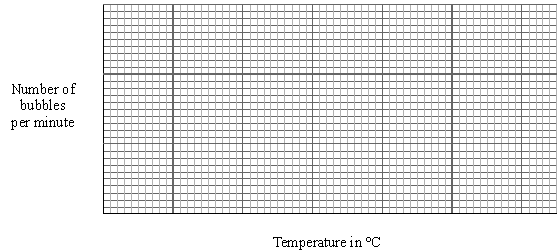 Number of
bubbles
per minute
Temperature in °C